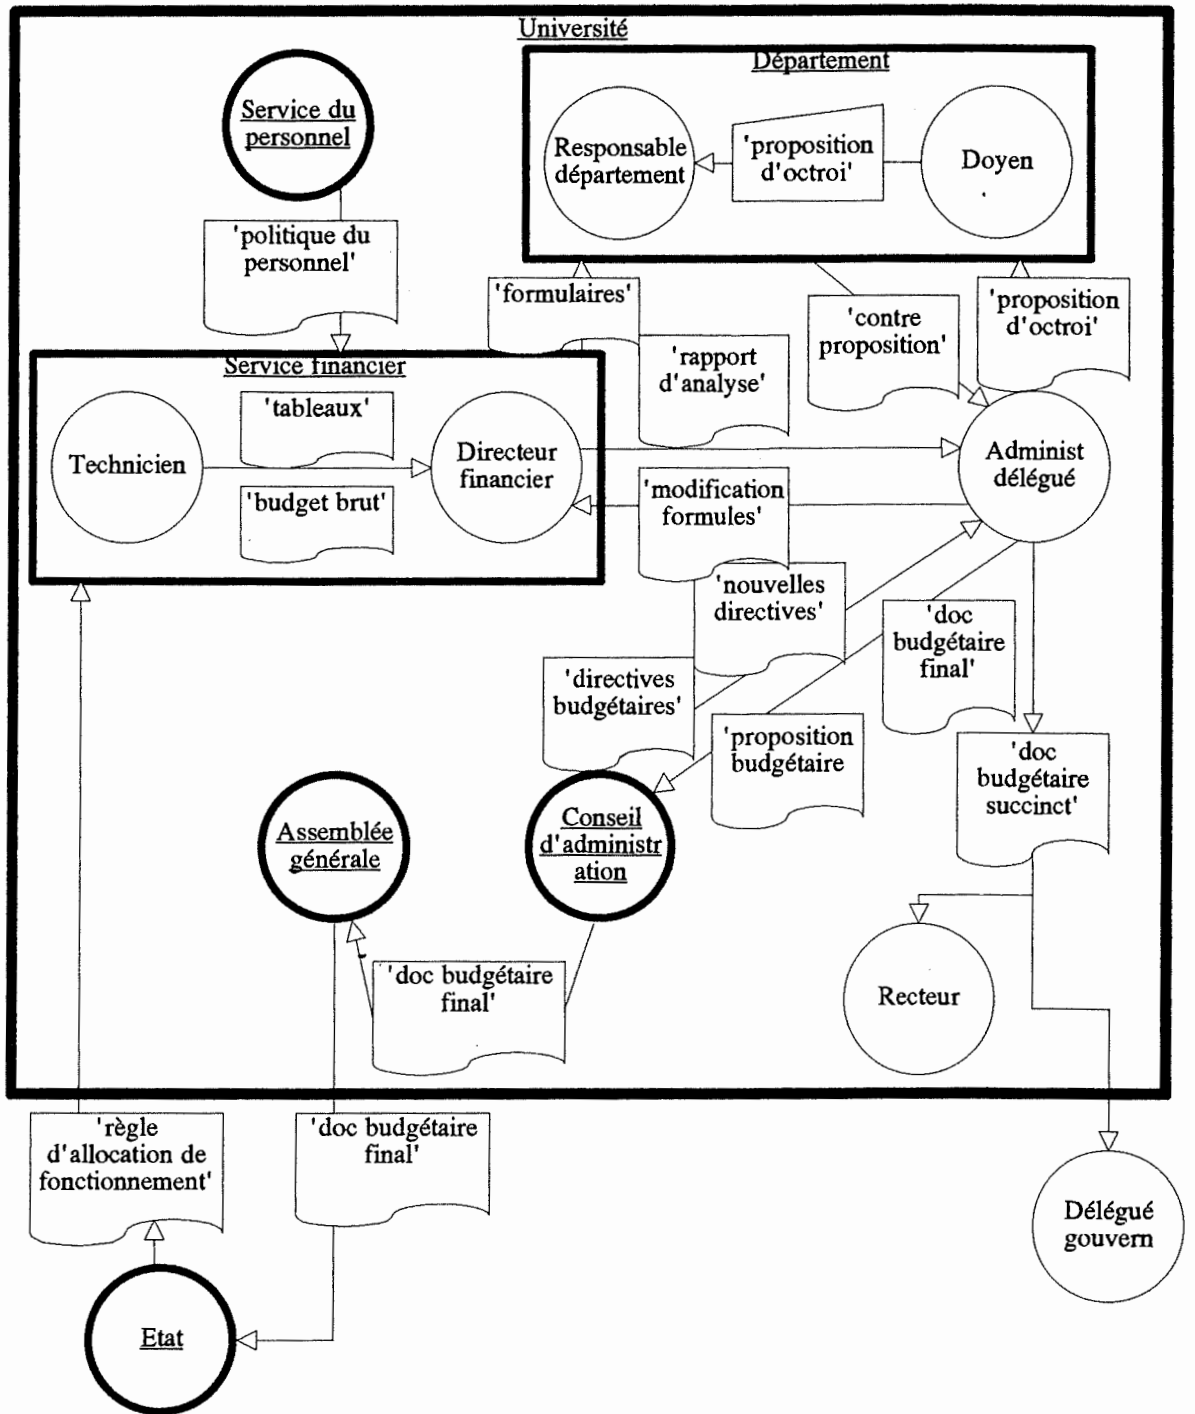 Université
Département
Service du
personnel
Responsable
département
'proposition
d'octroi'
Doyen
'politique du
personnel'
'formulaires'
'contre
proposition'
'proposition
d'octroi'
Service financier
'rapport
d'analyse'
Technicien
'tableaux'
'budget brut'
Directeur
financier
Administ
délégué
'modification
formules'
'nouvelles
directives'
'doc
budgétaire
final'
'directives
budgétaires'
'proposition
budgétaire
'doc
budgétaire
succinct'
Assemblée
générale
Conseil
d'administr
ation
'doc budgétaire
final'
Recteur
'règle
d'allocation de
fonctionnement'
'doc budgétaire
final'
Délégué
gouvern
Etat